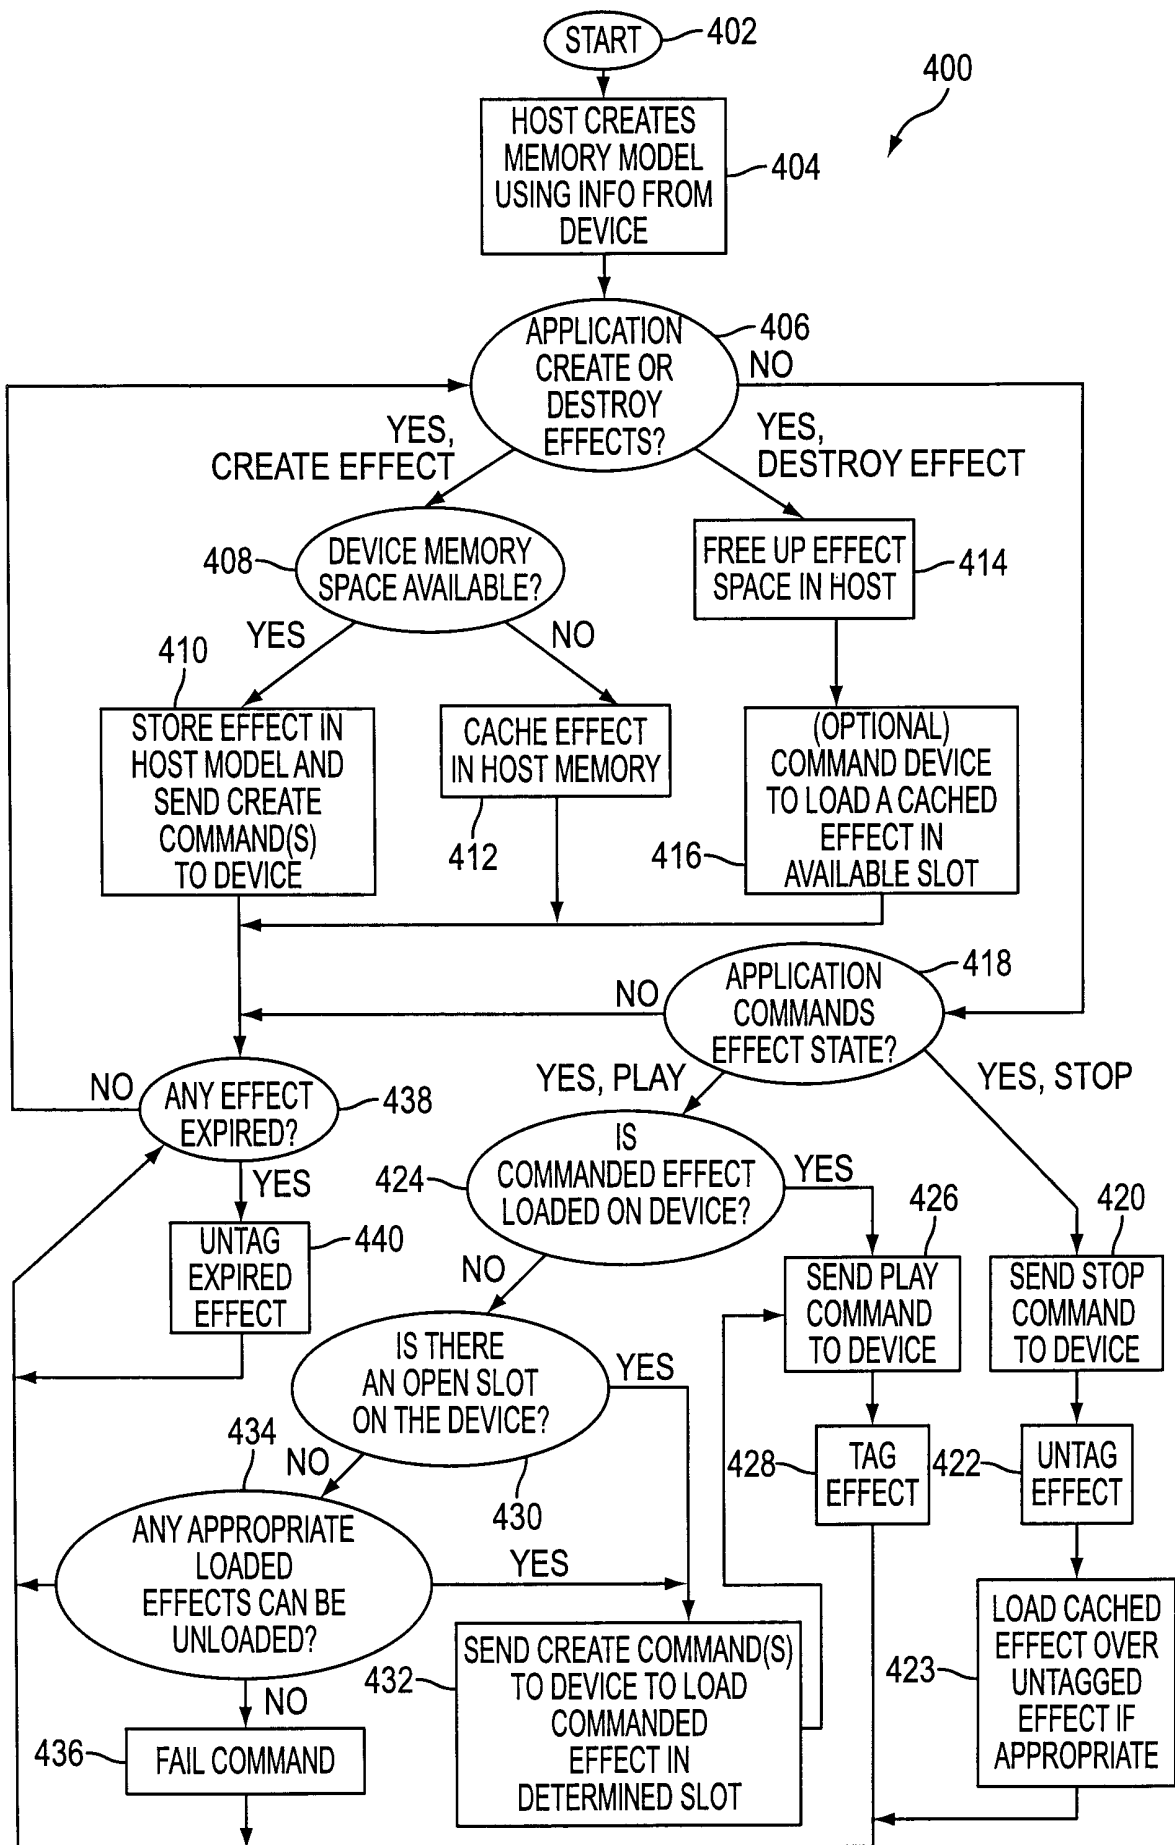 START
402
400
HOST CREATES
MEMORY MODEL
USING INFO FROM
DEVICE
404
APPLICATION
CREATE OR
DESTROY
EFFECTS?
406
NO
YES,
CREATE EFFECT
YES,
DESTROY EFFECT
408
DEVICE MEMORY
SPACE AVAILABLE?
FREE UP EFFECT
SPACE IN HOST
414
YES
NO
410
STORE EFFECT IN
HOST MODEL AND
SEND CREATE
COMMAND(S)
TO DEVICE
CACHE EFFECT
IN HOST MEMORY
412
(OPTIONAL)
COMMAND DEVICE
TO LOAD A CACHED
EFFECT IN
AVAILABLE SLOT
416
APPLICATION
COMMANDS
EFFECT STATE?
418
NO
YES, PLAY
YES, STOP
NO
ANY EFFECT
EXPIRED?
438
YES
424
IS
COMMANDED EFFECT
LOADED ON DEVICE?
YES
426
420
UNTAG
EXPIRED
EFFECT
440
NO
SEND PLAY
COMMAND
TO DEVICE
SEND STOP
COMMAND
TO DEVICE
IS THERE
AN OPEN SLOT
ON THE DEVICE?
YES
434
NO
430
428
TAG
EFFECT
422
UNTAG
EFFECT
ANY APPROPRIATE
LOADED
EFFECTS CAN BE
UNLOADED?
YES
NO
432
SEND CREATE COMMAND(S)
TO DEVICE TO LOAD
COMMANDED
EFFECT IN
DETERMINED SLOT
423
LOAD CACHED
EFFECT OVER
UNTAGGED
EFFECT IF
APPROPRIATE
436
FAIL COMMAND